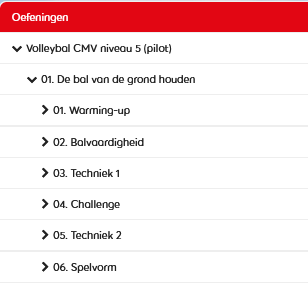 Oefeningen
Volleybal CMV niveau 5 (pilot)
01. De bal van de grond houden
01. Warming-up
02. Balvaardigheid
03. Techniek 1
04. Challenge
05. Techniek 2
06. Spelvorm